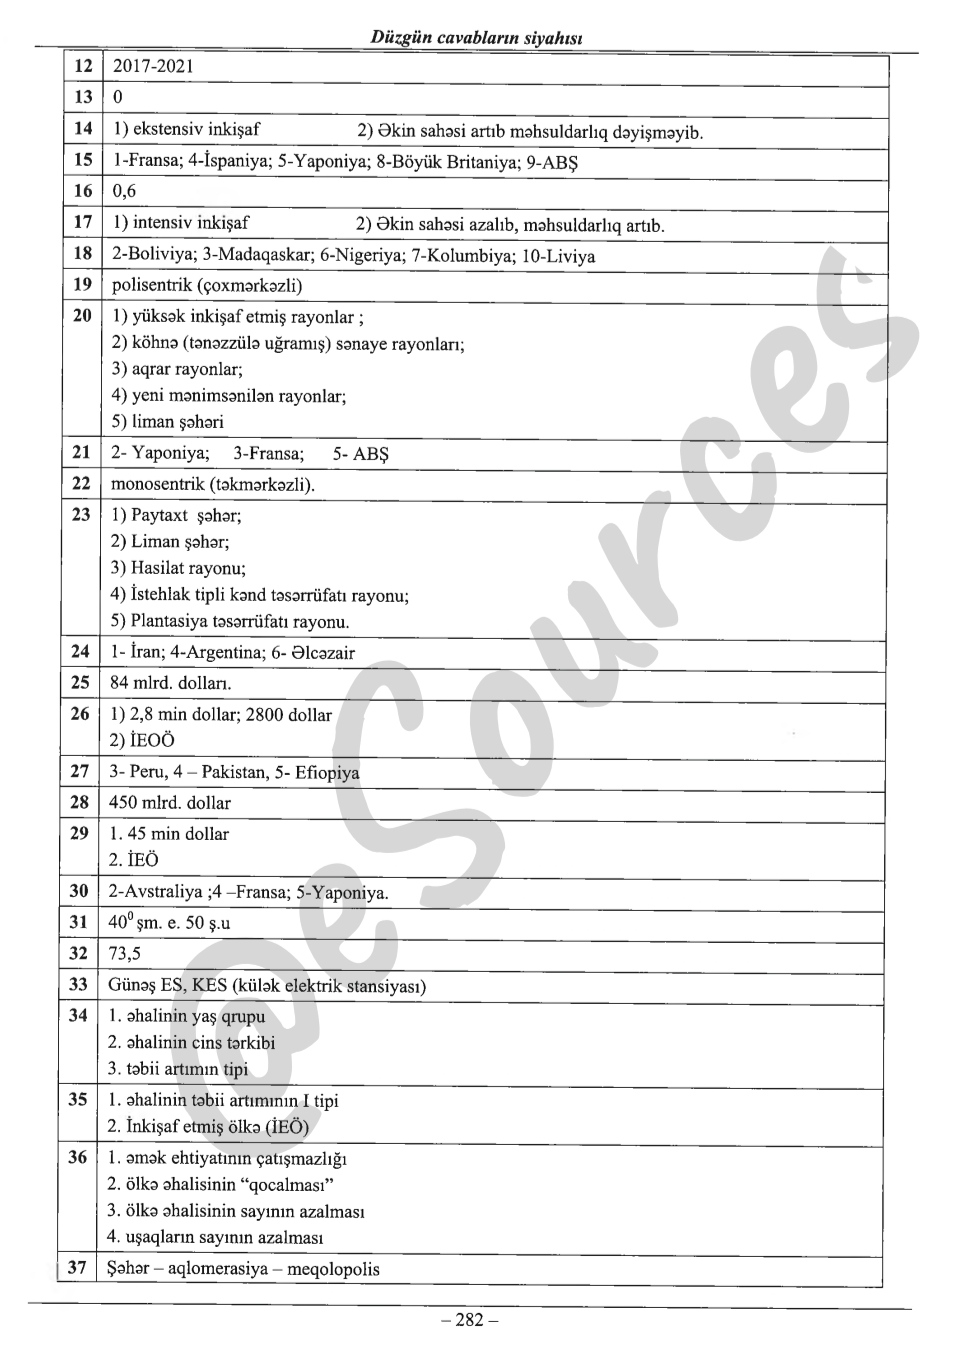 Düzgün cavabların siyahısı
12 2017-2021
13 0
14 1) ekstensiv inkişaf 2) Əkin sahəsi artıb məhsuldarlıq dəyişməyib.
15 1-Fransa; 4-İspaniya; 5-Yaponiya; 8-Böyük Britaniya; 9-ABŞ
16 0,6
17 1) intensiv inkişaf 2) Əkin sahəsi azalıb, məhsuldarlıq artıb.
18 2-Boliviya; 3-Madaqaskar; 6-Nigeriya; 7-Kolumbiya; 10-Liviya
19 polisentrik (çoxmərkəzli)
20 1) yüksək inkişaf etmiş rayonlar ;
2) köhnə (tənəzzülə uğramış) sənaye rayonları;
3) aqrar rayonlar;
4) yeni mənimsənilən rayonlar;
5) liman şəhəri
21 2- Yaponiya; 3-Fransa; 5- ABŞ
22 monosentrik (təkmərkəzli).
23 1) Paytaxt şəhər;
2) Liman şəhər;
3) Hasilat rayonu;
4) İstehlak tipli kənd təsərrüfatı rayonu;
5) Plantasiya təsərrüfatı rayonu.
24 1- İran; 4-Argentina; 6- Əlcəzair
25 84 mlrd. dolları.
26 1) 2,8 min dollar; 2800 dollar
2) İEOÖ
27 3- Peru, 4 – Pakistan, 5- Efiopiya
28 450 mlrd. dollar
29 1. 45 min dollar
2. İEÖ
30 2-Avstraliya ;4 –Fransa; 5-Yaponiya.
31 40⁰ şm. e. 50 ş.u
32 73,5
33 Günəş ES, KES (külək elektrik stansiyası)
34 1. əhalinin yaş qrupu
2. əhalinin cins tərkibi
3. təbii artımın tipi
35 1. əhalinin təbii artımının I tipi
2. İnkişaf etmiş ölkə (İEÖ)
36 1. əmək ehtiyatının çatışmazlığı
2. ölkə əhalisinin “qocalması”
3. ölkə əhalisinin sayının azalması
4. uşaqların sayının azalması
37 Şəhər – aqlomerasiya – meqolopolis
– 282 –
@eSources